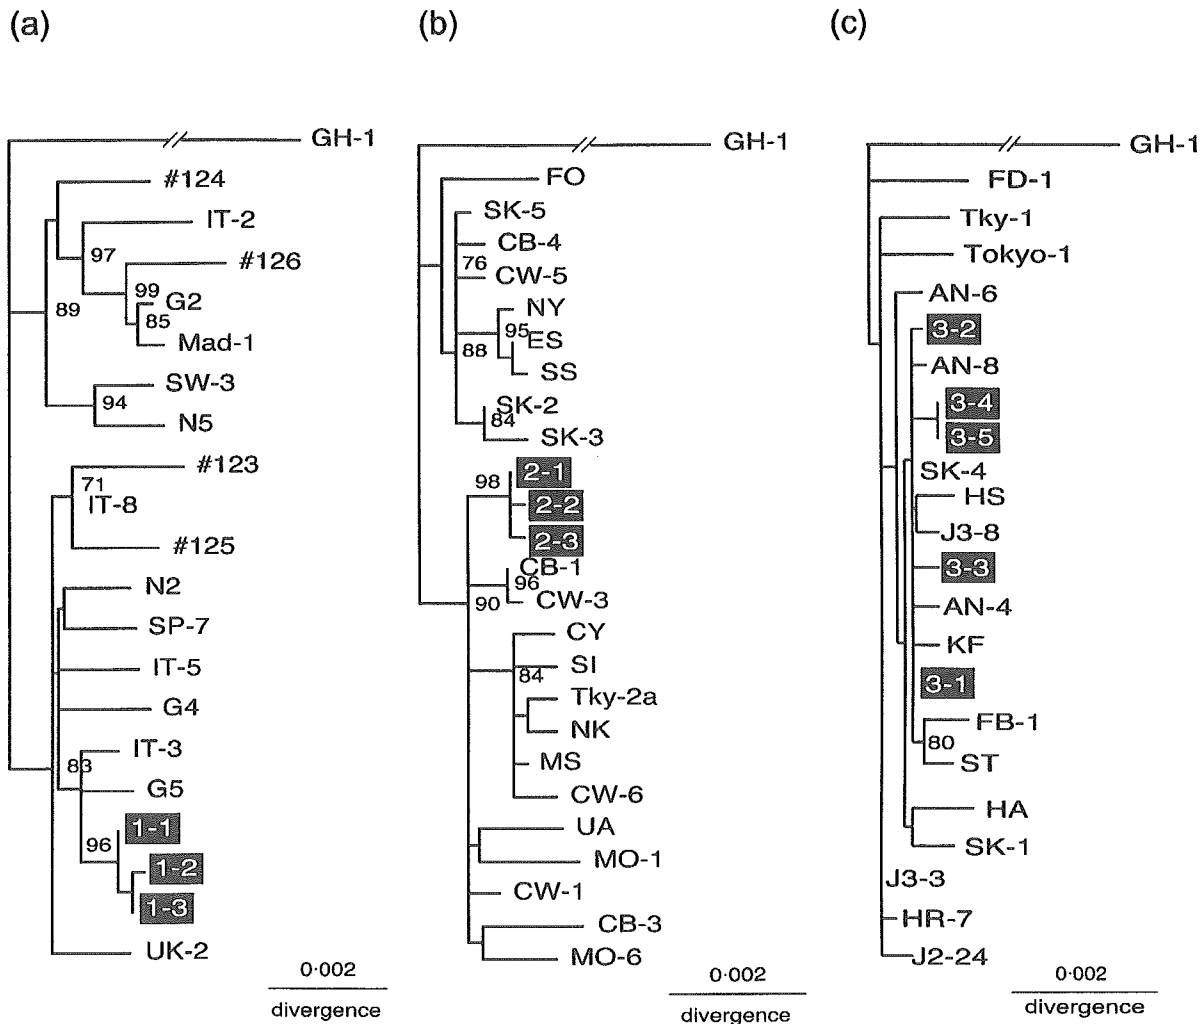 (a)
GH-1
#124
IT-2
97
#126
99
G2
89
85
Mad-1
SW-3
94
N5
#123
71
IT-8
#125
N2
SP-7
IT-5
G4
IT-3
83
G5
1-1
96
1-2
1-3
UK-2
0·002
divergence
(b)
GH-1
FO
SK-5
CB-4
76
CW-5
NY
95
ES
88
SS
SK-2
84
SK-3
2-1
98
2-2
2-3
CB-1
96
90
CW-3
CY
SI
84
Tky-2a
NK
MS
CW-6
UA
MO-1
CW-1
CB-3
MO-6
0·002
divergence
(c)
GH-1
FD-1
Tky-1
Tokyo-1
AN-6
3-2
AN-8
3-4
3-5
SK-4
HS
J3-8
3-3
AN-4
KF
3-1
FB-1
80
ST
HA
SK-1
J3-3
HR-7
J2-24
0·002
divergence